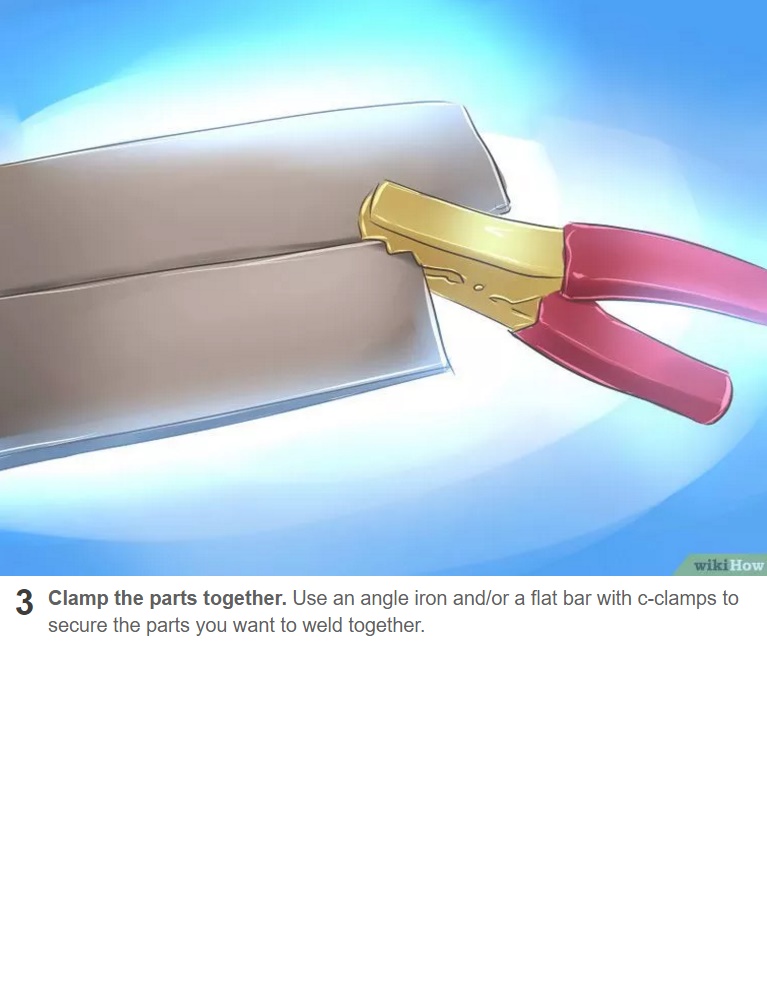 wikiHow
3 Clamp the parts together. Use an angle iron and/or a flat bar with c-clamps to
secure the parts you want to weld together.